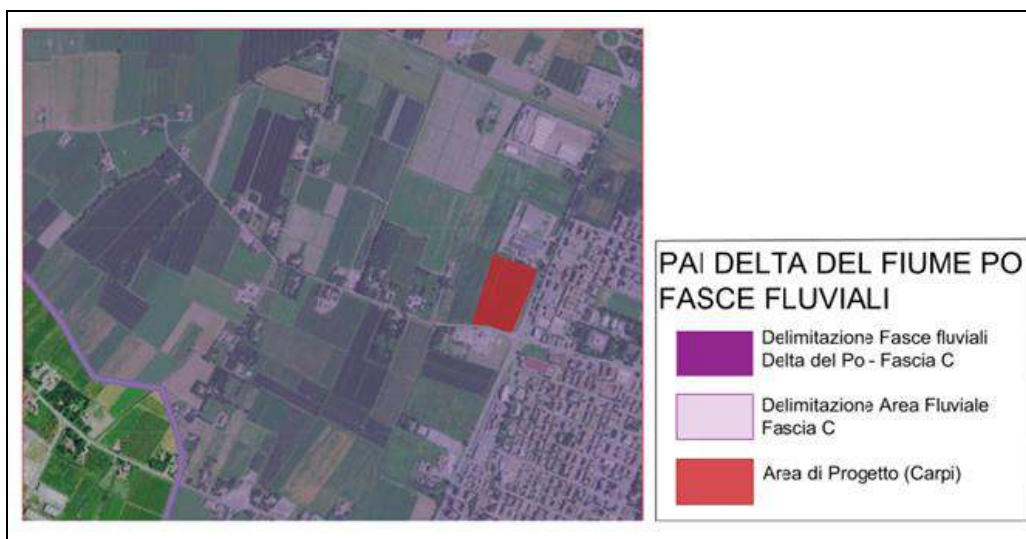 PAI DELTA DEL FIUME PO
FASCE FLUVIALI
Delimitazione Fasce fluviali
Delta del Po - Fascia C
Delimitazione Area Fluviale
Fascia C
Area di Progetto (Carpi)